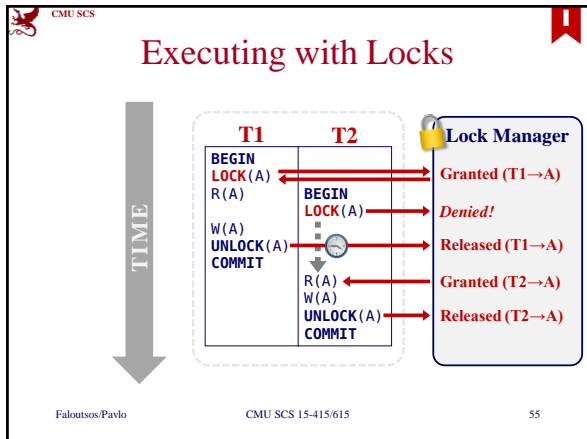 CMU SCS
Executing with Locks
TIME
T1
T2
Lock Manager
BEGIN
LOCK(A)
Granted (T1→A)
R(A)
BEGIN
LOCK(A)
Denied!
W(A)
UNLOCK(A)
Released (T1→A)
COMMIT
R(A)
Granted (T2→A)
W(A)
UNLOCK(A)
Released (T2→A)
COMMIT
Faloutsos/Pavlo
CMU SCS 15-415/615
55